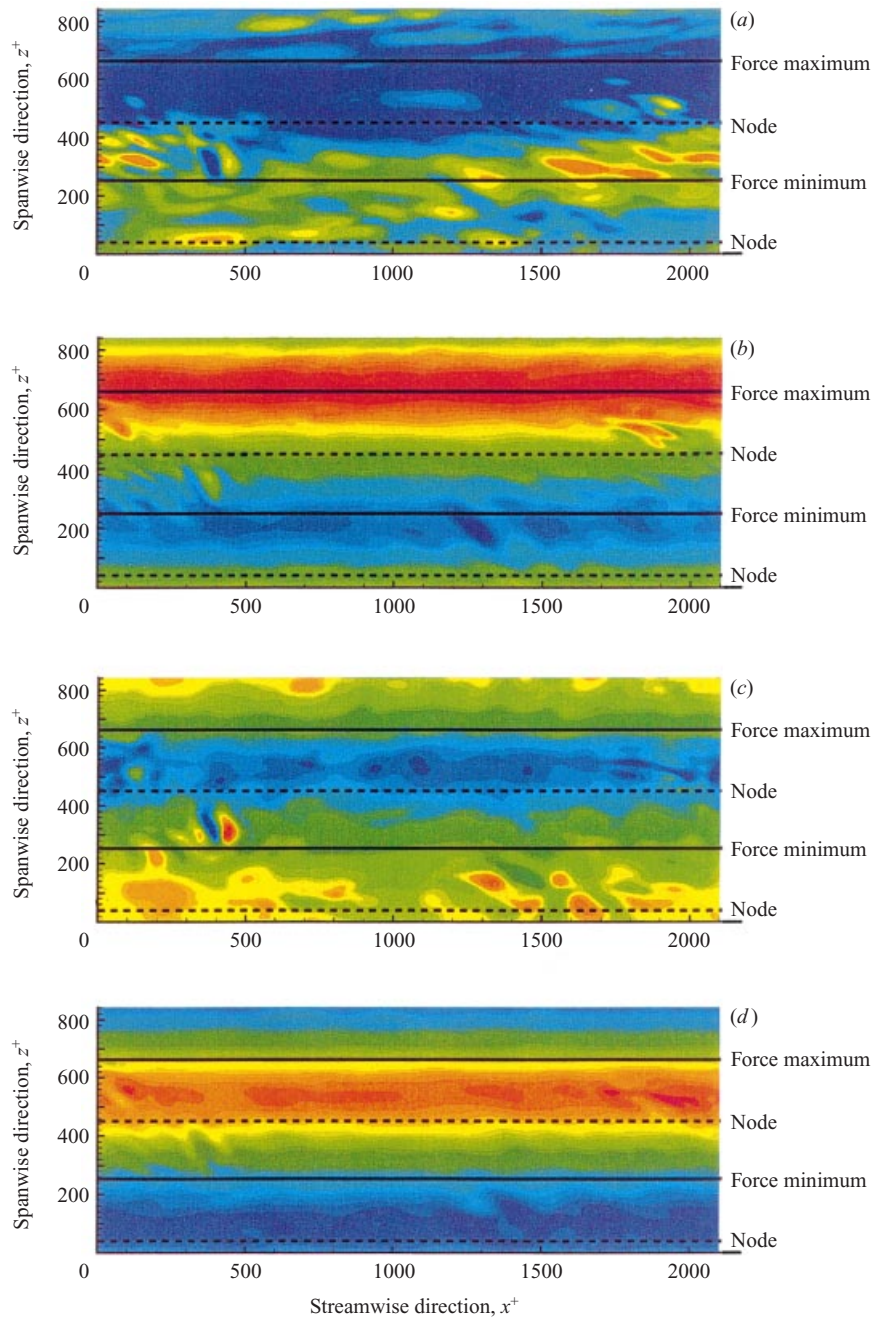 (a)
800
600
400
200
0
500
1000
1500
2000
Spanwise direction, z⁺
Force maximum
Node
Force minimum
Node
(b)
800
600
400
200
0
500
1000
1500
2000
Spanwise direction, z⁺
Force maximum
Node
Force minimum
Node
(c)
800
600
400
200
0
500
1000
1500
2000
Spanwise direction, z⁺
Force maximum
Node
Force minimum
Node
(d)
800
600
400
200
0
500
1000
1500
2000
Spanwise direction, z⁺
Force maximum
Node
Force minimum
Node
Streamwise direction, x⁺